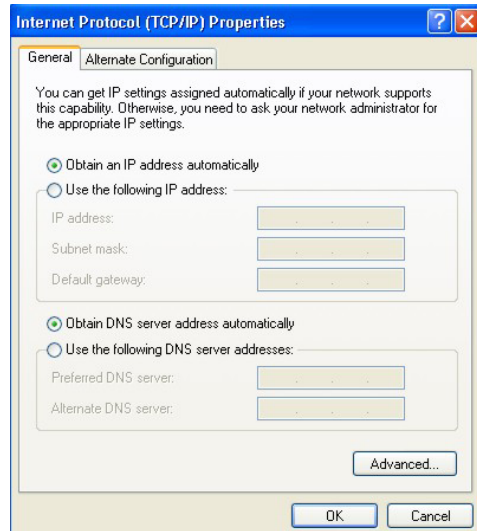 Internet Protocol (TCP/IP) Properties
General
Alternate Configuration
You can get IP settings assigned automatically if your network supports
this capability. Otherwise, you need to ask your network administrator for
the appropriate IP settings.
Obtain an IP address automatically
Use the following IP address:
IP address:
Subnet mask:
Default gateway:
Obtain DNS server address automatically
Use the following DNS server addresses:
Preferred DNS server:
Alternate DNS server:
Advanced...
OK
Cancel